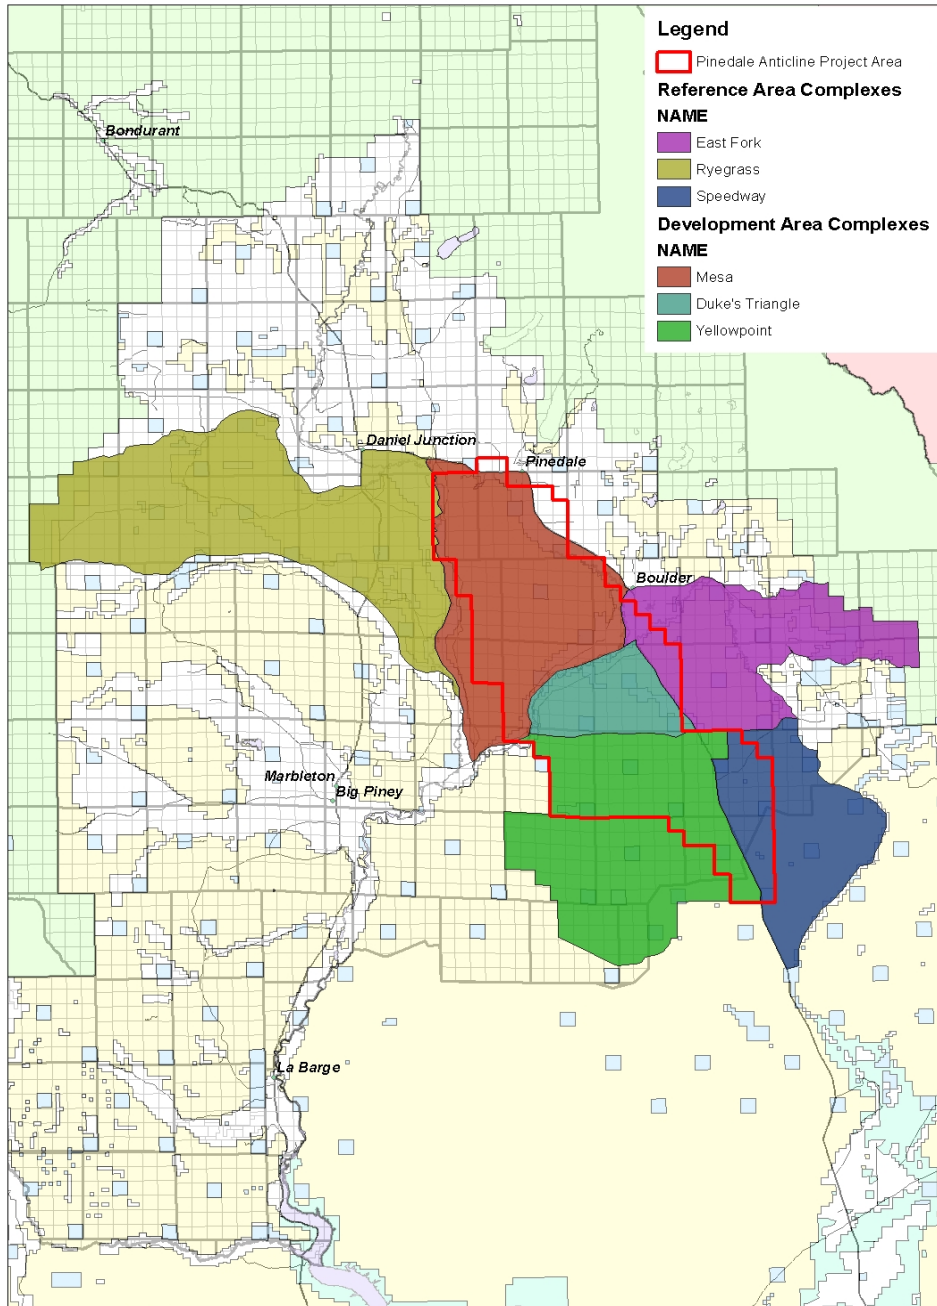 Legend
Pinedale Anticline Project Area
Reference Area Complexes
NAME
East Fork
Ryegrass
Speedway
Development Area Complexes
NAME
Mesa
Duke's Triangle
Yellowpoint
Bondurant
Daniel Junction
Pinedale
Boulder
Marbleton
Big Piney
La Barge